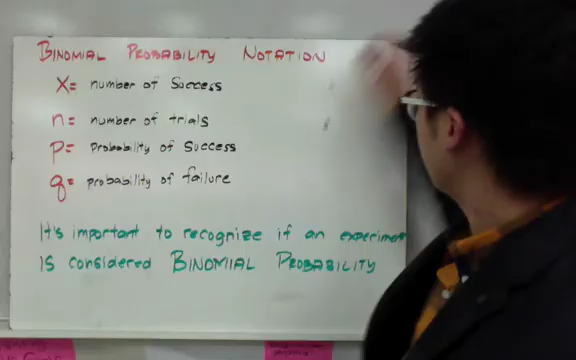 BINOMIAL PROBABILITY NOTATION
X= number of Success
n= number of trials
p= Probability of Success
q= probability of failure
It's important to recognize if an experiment
Is considered BINOMIAL PROBABILITY